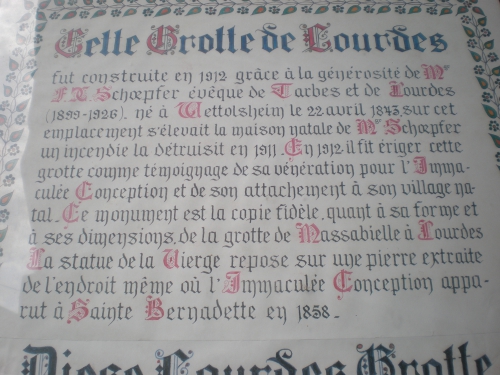 Cette Grotte de Lourdes
fut construite en 1912 grâce à la générosité de Mgr
F.X. Schœpfer évêque de Tarbes et de Lourdes
(1899-1926). né à Wettolsheim le 22 avril 1843, sur cet
emplacement s'élevait la maison natale de Mgr Schœpfer
un incendie la détruisit en 1911. En 1912 il fit ériger cette
grotte comme témoignage de sa vénération pour l'Imma-
culée Conception et de son attachement à son village na-
tal. Ce monument est la copie fidèle, quant à sa forme et
à ses dimensions, de la grotte de Massabielle à Lourdes
La statue de la Vierge repose sur une pierre extraite
de l'endroit même où l'Immaculée Conception appa-
rut à Sainte Bernadette en 1858_
Diese Lourdes Grotte